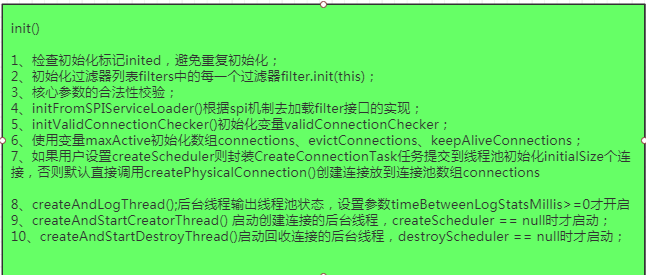 init()
1、检查初始化标记inited，避免重复初始化；
2、初始化过滤器列表filters中的每一个过滤器filter.init(this)；
3、核心参数的合法性校验；
4、initFromSPIServiceLoader()根据spi机制去加载filter接口的实现；
5、initValidConnectionChecker()初始化变量validConnectionChecker；
6、使用变量maxActive初始化数组connections、evictConnections、keepAliveConnections；
7、如果用户设置createScheduler则封装CreateConnectionTask任务提交到线程池初始化initialSize个连
接，否则默认直接调用createPhysicalConnection()创建连接放到连接池数组connections
8、createAndLogThread();后台线程输出线程池状态，设置参数timeBetweenLogStatsMillis>=0才开启
9、createAndStartCreatorThread() 启动创建连接的后台线程，createScheduler == null时才启动；
10、createAndStartDestroyThread()启动回收连接的后台线程，destroyScheduler == null时才启动；